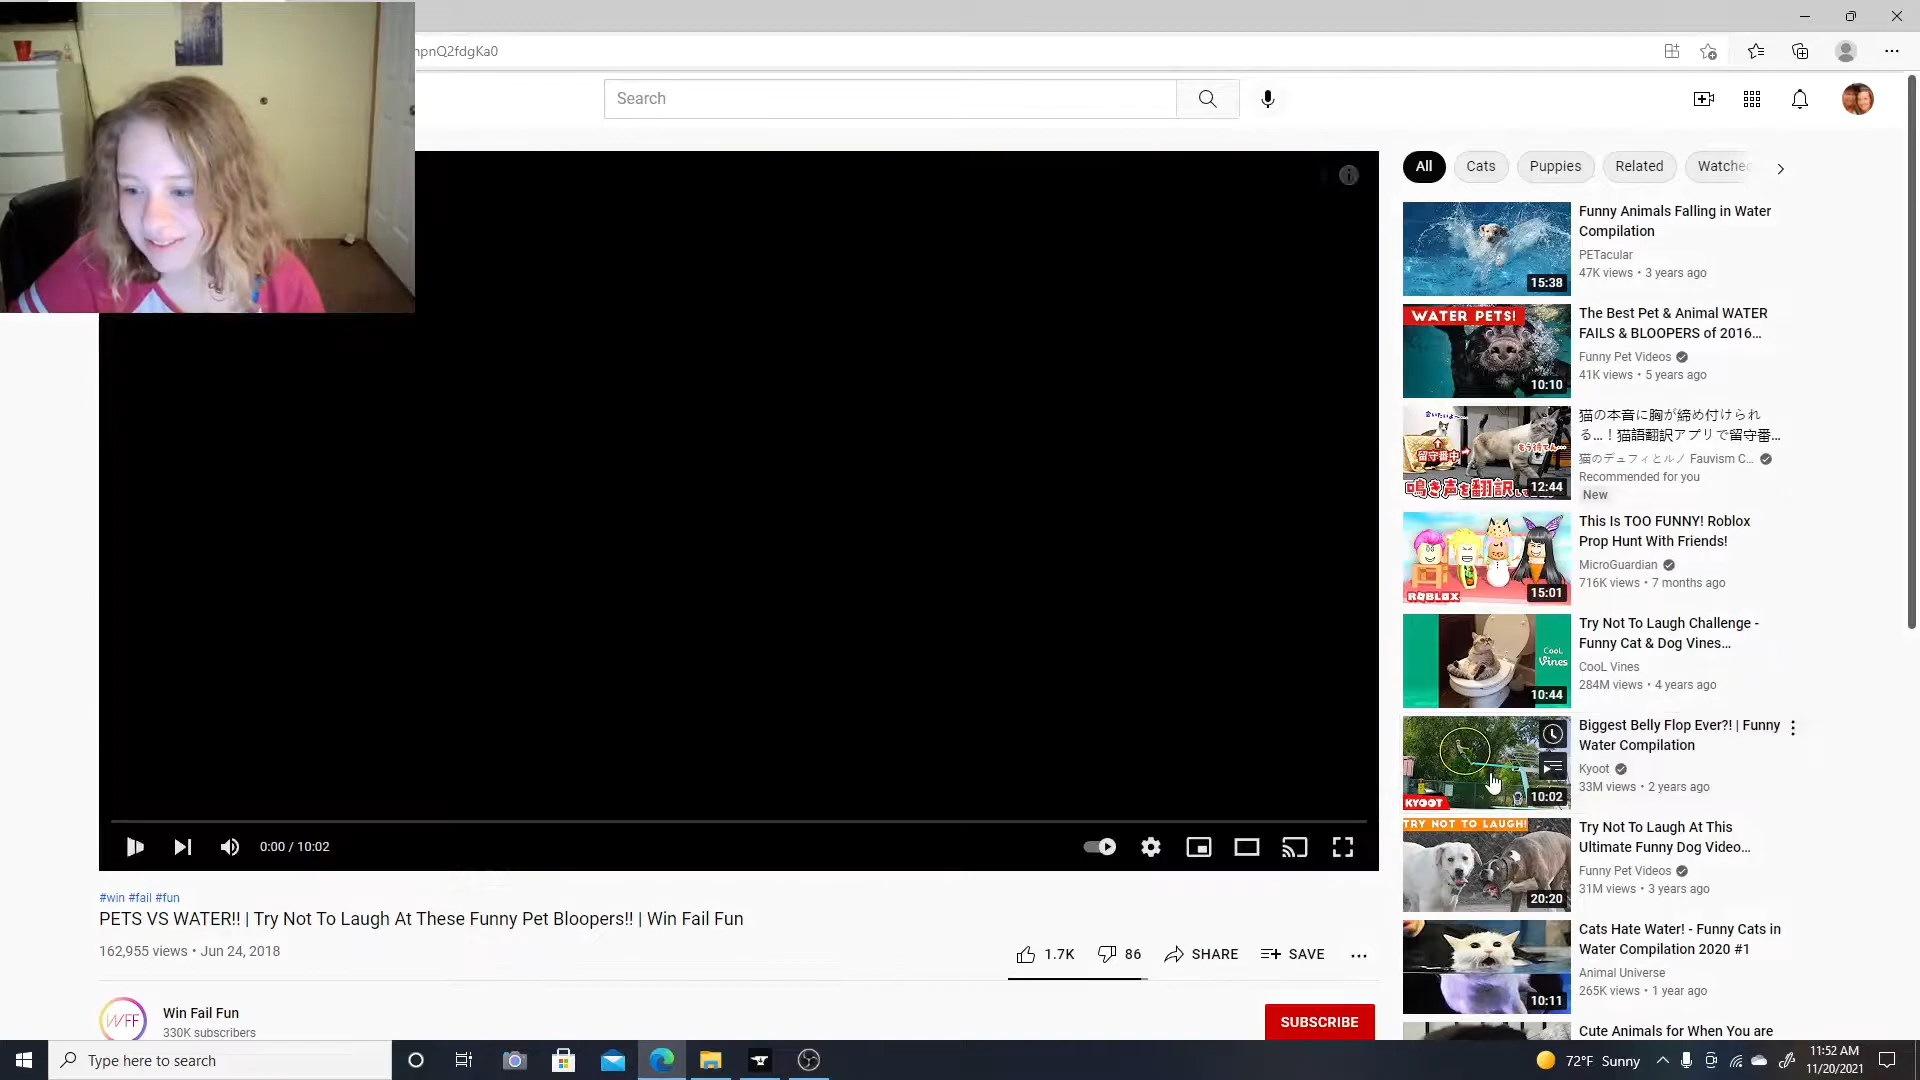 npnQ2fdgKa0
Search
All
Cats
Puppies
Related
Watched
Funny Animals Falling in Water
Compilation
PETacular
47K views • 3 years ago
15:38
WATER PETS!
10:10
The Best Pet & Animal WATER
FAILS & BLOOPERS of 2016...
Funny Pet Videos
41K views • 5 years ago
留守番中
もう待てん…
鳴き声を翻訳し
12:44
猫の本音に胸が締め付けられ
る...！猫語翻訳アプリで留守番...
猫のデュフィとルノ Fauvism C...
Recommended for you
New
ROBLOX
15:01
This Is TOO FUNNY! Roblox
Prop Hunt With Friends!
MicroGuardian
716K views • 7 months ago
CooL
Vines
10:44
Try Not To Laugh Challenge -
Funny Cat & Dog Vines...
CooL Vines
284M views • 4 years ago
KYOOT
10:02
Biggest Belly Flop Ever?! | Funny
Water Compilation
Kyoot
33M views • 2 years ago
TRY NOT TO LAUGH!
20:20
Try Not To Laugh At This
Ultimate Funny Dog Video...
Funny Pet Videos
31M views • 3 years ago
10:11
Cats Hate Water! - Funny Cats in
Water Compilation 2020 #1
Animal Universe
265K views • 1 year ago
Cute Animals for When You are
0:00 / 10:02
#win #fail #fun
PETS VS WATER!! | Try Not To Laugh At These Funny Pet Bloopers!! | Win Fail Fun
162,955 views • Jun 24, 2018
1.7K
86
SHARE
SAVE
WFF
Win Fail Fun
330K subscribers
SUBSCRIBE
Type here to search
72°F Sunny
11:52 AM
11/20/2021